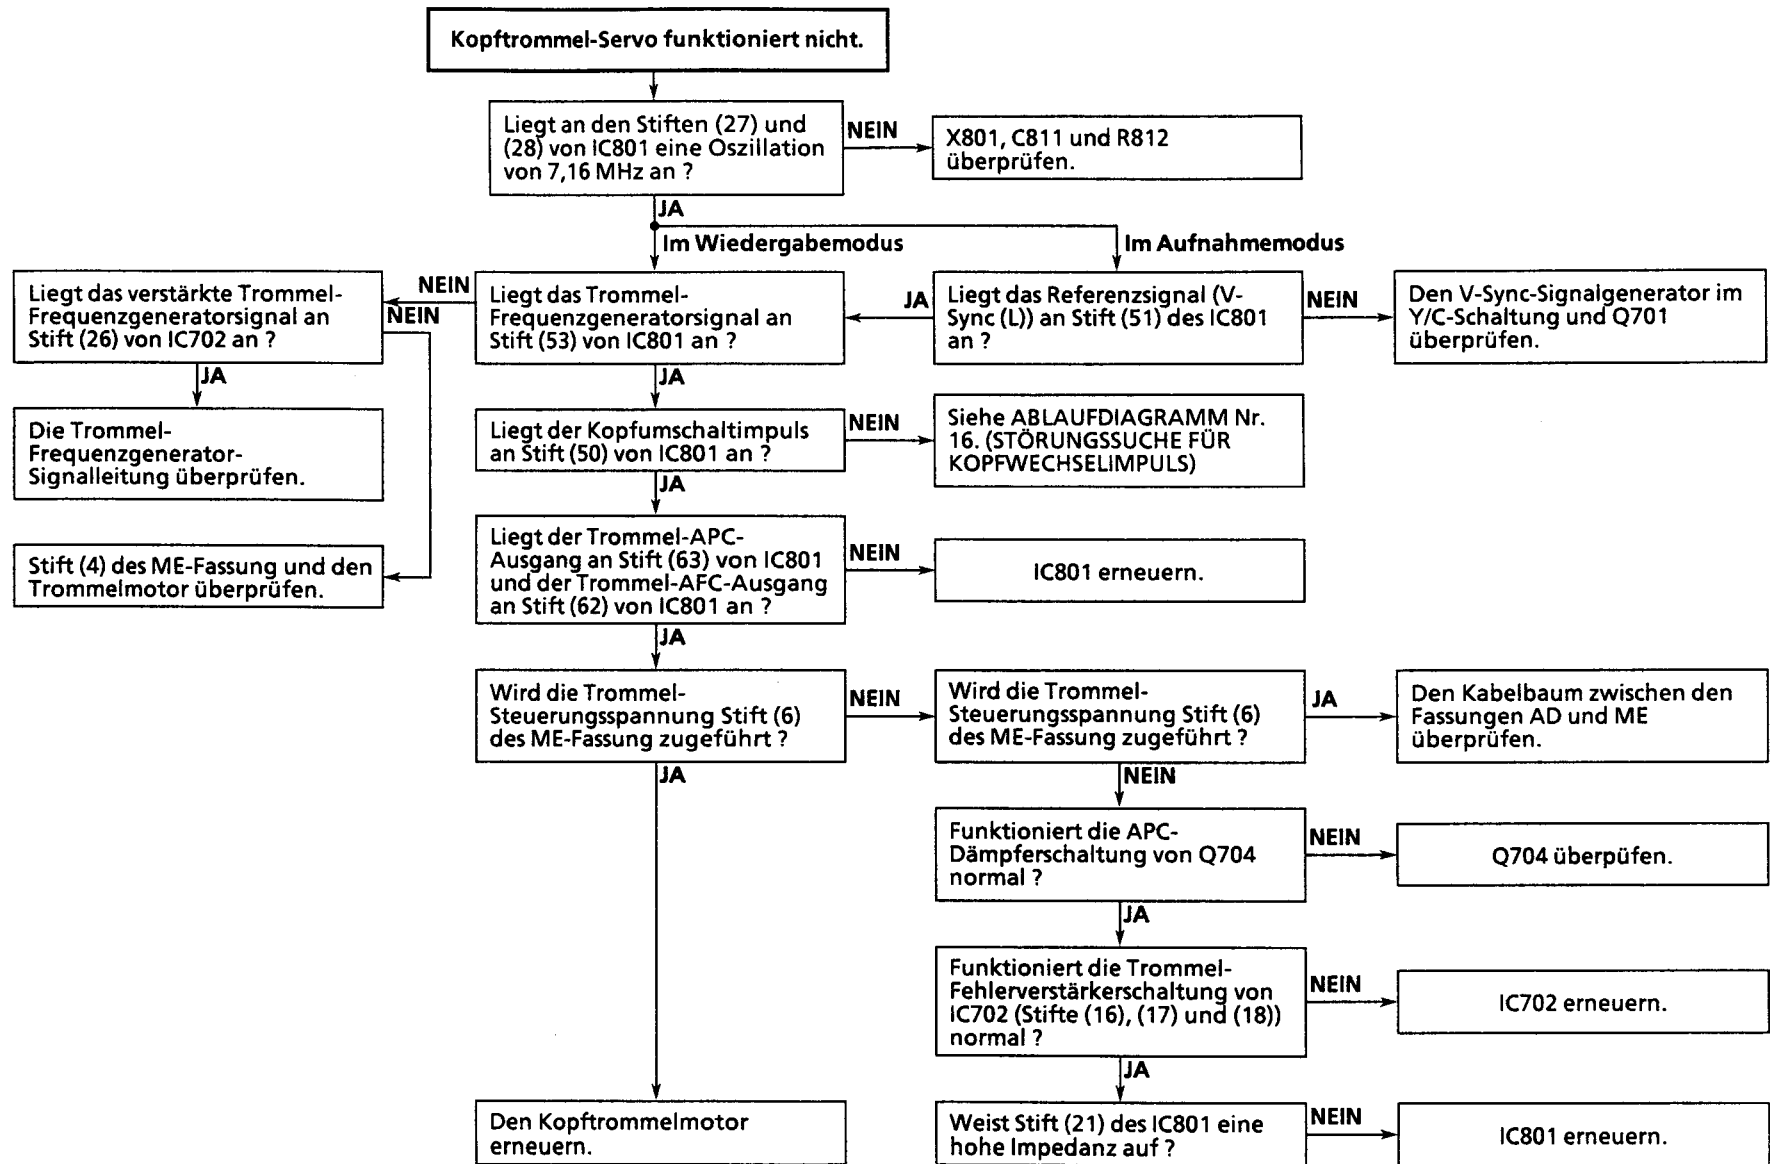 Kopftrommel-Servo funktioniert nicht.
Liegt an den Stiften (27) und
(28) von IC801 eine Oszillation
von 7,16 MHz an ?
NEIN
X801, C811 und R812
überprüfen.
JA
Im Wiedergabemodus
Im Aufnahmemodus
Liegt das verstärkte Trommel-
Frequenzgeneratorsignal an
Stift (26) von IC702 an ?
NEIN
NEIN
Liegt das Trommel-
Frequenzgeneratorsignal an
Stift (53) von IC801 an ?
JA
Liegt das Referenzsignal (V-
Sync (L)) an Stift (51) des IC801
an ?
NEIN
Den V-Sync-Signalgenerator im
Y/C-Schaltung und Q701
überprüfen.
JA
JA
Die Trommel-
Frequenzgenerator-
Signalleitung überprüfen.
Liegt der Kopfumschaltimpuls
an Stift (50) von IC801 an ?
NEIN
Siehe ABLAUFDIAGRAMM Nr.
16. (STÖRUNGSSUCHE FÜR
KOPFWECHSELIMPULS)
JA
Stift (4) des ME-Fassung und den
Trommelmotor überprüfen.
Liegt der Trommel-APC-
Ausgang an Stift (63) von IC801
und der Trommel-AFC-Ausgang
an Stift (62) von IC801 an ?
NEIN
IC801 erneuern.
JA
Wird die Trommel-
Steuerungsspannung Stift (6)
des ME-Fassung zugeführt ?
NEIN
Wird die Trommel-
Steuerungsspannung Stift (6)
des ME-Fassung zugeführt ?
JA
Den Kabelbaum zwischen den
Fassungen AD und ME
überprüfen.
JA
NEIN
Funktioniert die APC-
Dämpferschaltung von Q704
normal ?
NEIN
Q704 überpüfen.
JA
Funktioniert die Trommel-
Fehlerverstärkerschaltung von
IC702 (Stifte (16), (17) und (18))
normal ?
NEIN
IC702 erneuern.
JA
Den Kopftrommelmotor
erneuern.
Weist Stift (21) des IC801 eine
hohe Impedanz auf ?
NEIN
IC801 erneuern.